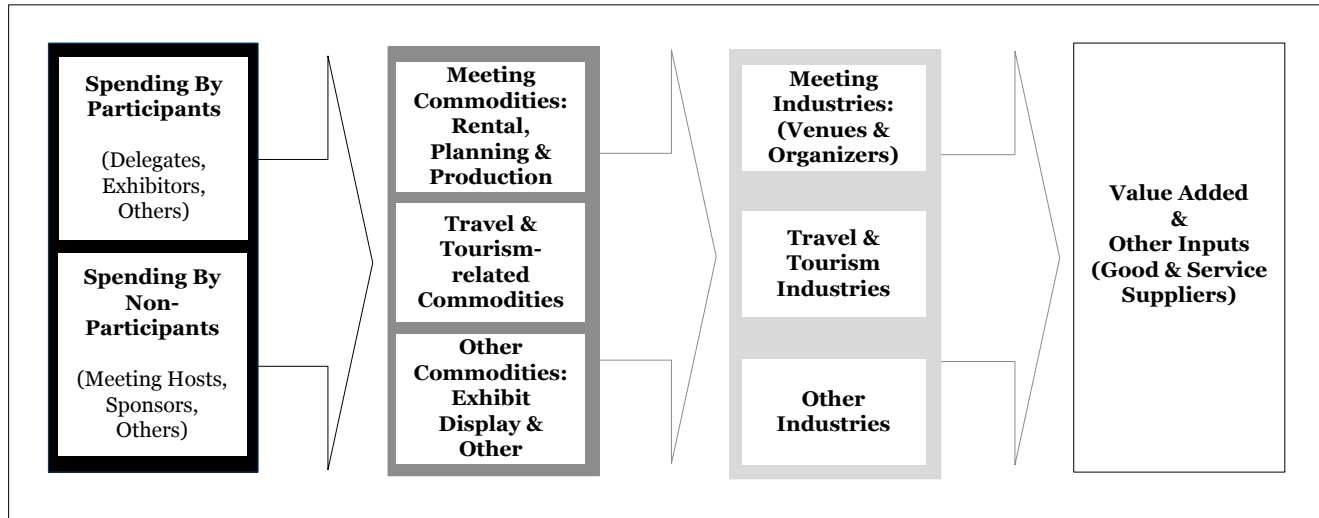 Spending By
Participants
(Delegates,
Exhibitors,
Others)
Spending By
Non-
Participants
(Meeting Hosts,
Sponsors,
Others)
Meeting
Commodities:
Rental,
Planning &
Production
Travel &
Tourism-
related
Commodities
Other
Commodities:
Exhibit
Display &
Other
Meeting
Industries:
(Venues &
Organizers)
Travel &
Tourism
Industries
Other
Industries
Value Added
&
Other Inputs
(Good & Service
Suppliers)